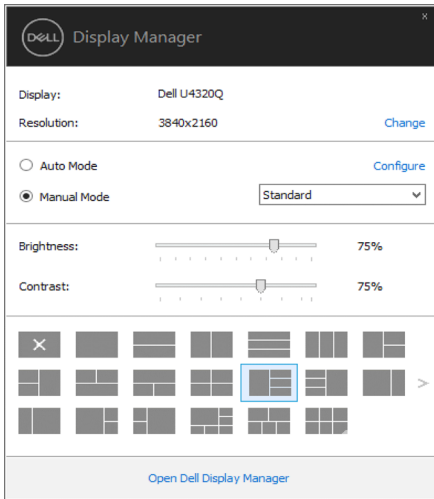 x
DELL Display Manager
Display: Dell U4320Q
Resolution: 3840x2160 Change
Auto Mode Configure
Manual Mode Standard
Brightness: 75%
Contrast: 75%
Open Dell Display Manager